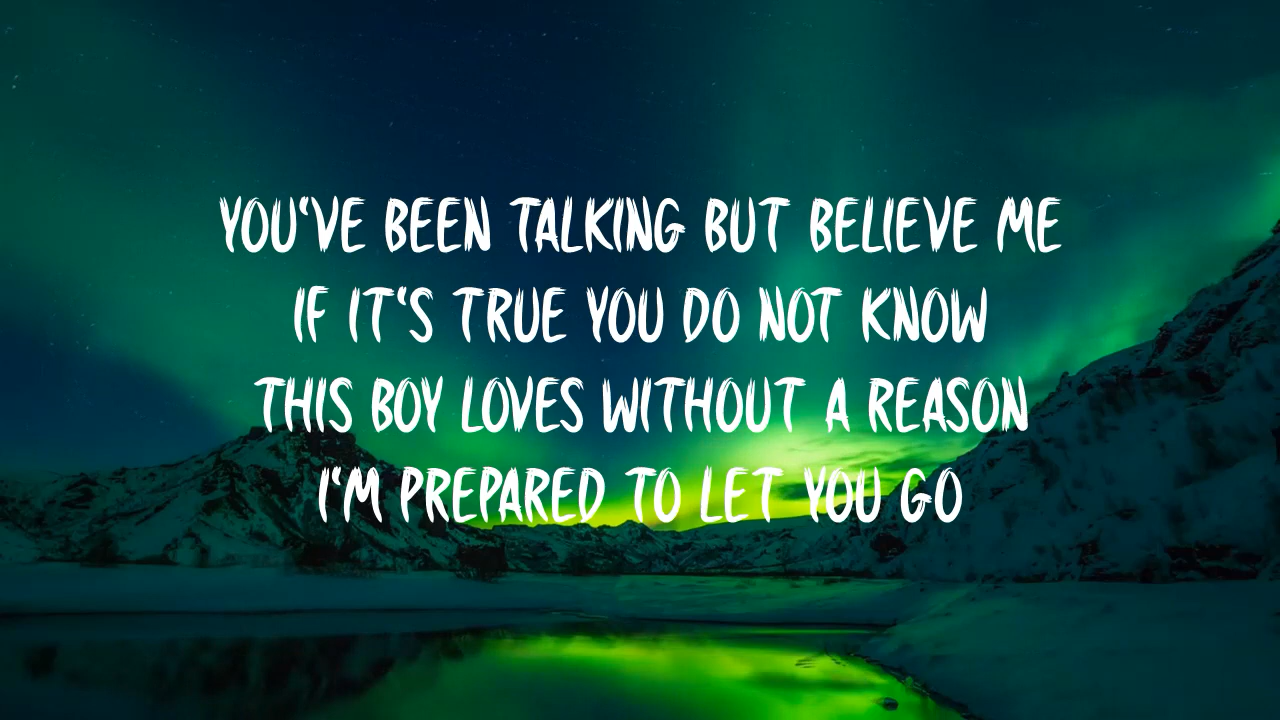 YOU'VE BEEN TALKING BUT BELIEVE ME
IF IT'S TRUE YOU DO NOT KNOW
THIS BOY LOVES WITHOUT A REASON
I'M PREPARED TO LET YOU GO